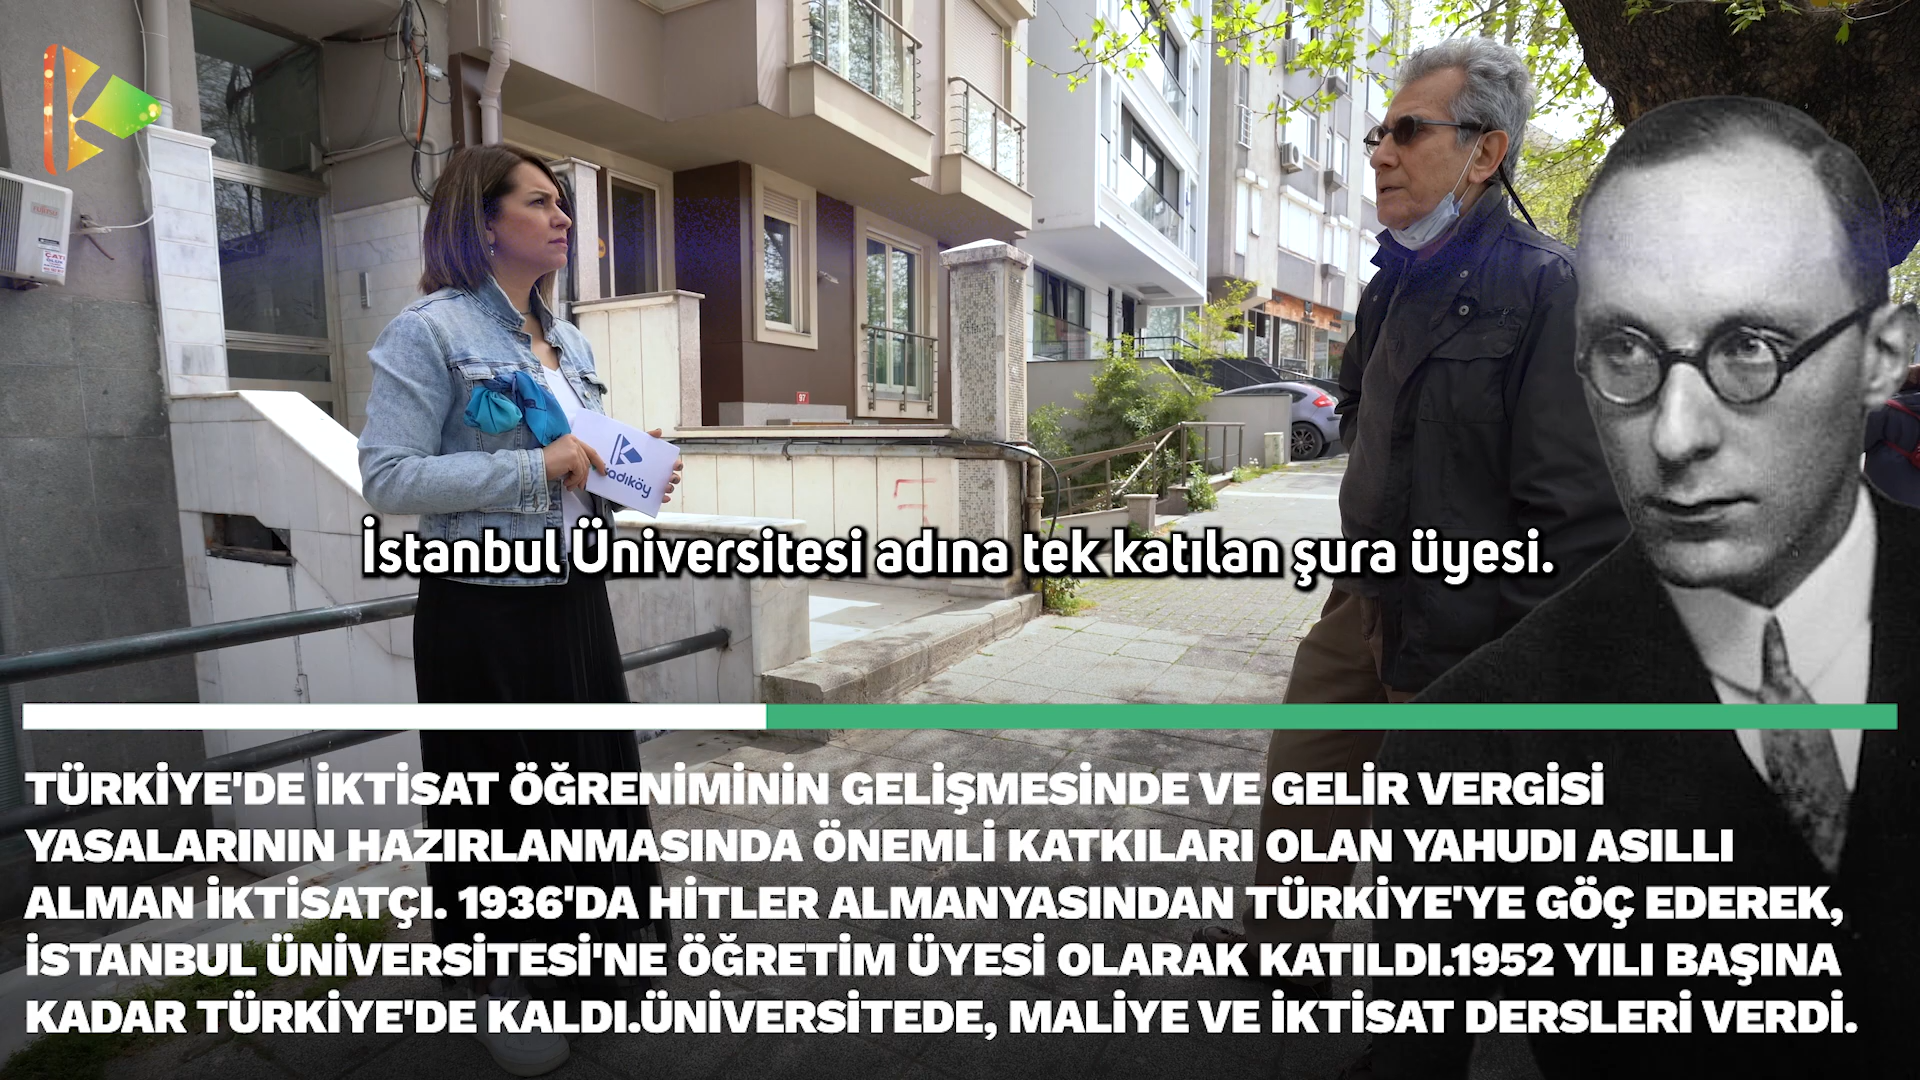 FUJITSU
ÇATI
97
kadıköy
İstanbul Üniversitesi adına tek katılan şura üyesi.
TÜRKİYE'DE İKTİSAT ÖĞRENİMİNİN GELİŞMESİNDE VE GELİR VERGİSİ
YASALARININ HAZIRLANMASINDA ÖNEMLİ KATKILARI OLAN YAHUDI ASILLI
ALMAN İKTİSATÇI. 1936'DA HİTLER ALMANYASINDAN TÜRKİYE'YE GÖÇ EDEREK,
İSTANBUL ÜNİVERSİTESİ'NE ÖĞRETİM ÜYESİ OLARAK KATILDI.1952 YILI BAŞINA
KADAR TÜRKİYE'DE KALDI.ÜNİVERSİTEDE, MALİYE VE İKTİSAT DERSLERİ VERDİ.